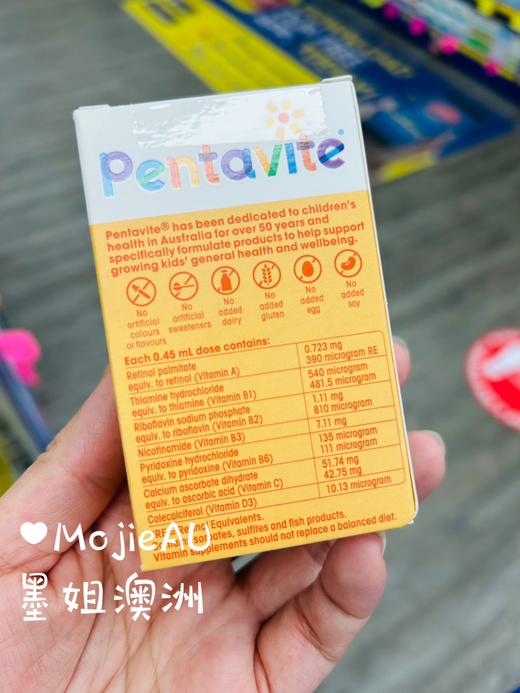 Pentavite®
Pentavite® has been dedicated to children's
health in Australia for over 50 years and
specifically formulate products to help support
growing kids' general health and wellbeing.
No artificial colours or flavours
No artificial sweeteners
No added dairy
No added gluten
No added egg
No added soy
Each 0.45 mL dose contains:
Retinol palmitate 0.723 mg
equiv. to retinol (Vitamin A) 390 microgram RE
Thiamine hydrochloride 540 microgram
equiv. to thiamine (Vitamin B1) 481.5 microgram
Riboflavin sodium phosphate 1.11 mg
equiv. to riboflavin (Vitamin B2) 810 microgram
Nicotinamide (Vitamin B3) 7.11 mg
Pyridoxine hydrochloride 135 microgram
equiv. to pyridoxine (Vitamin B6) 111 microgram
Calcium ascorbate dihydrate 51.74 mg
equiv. to ascorbic acid (Vitamin C) 42.75 mg
Colecalciferol (Vitamin D3) 10.13 microgram
Equivalents.
sorbates, sulfites and fish products.
Vitamin supplements should not replace a balanced diet.
MojieAU
墨姐澳洲